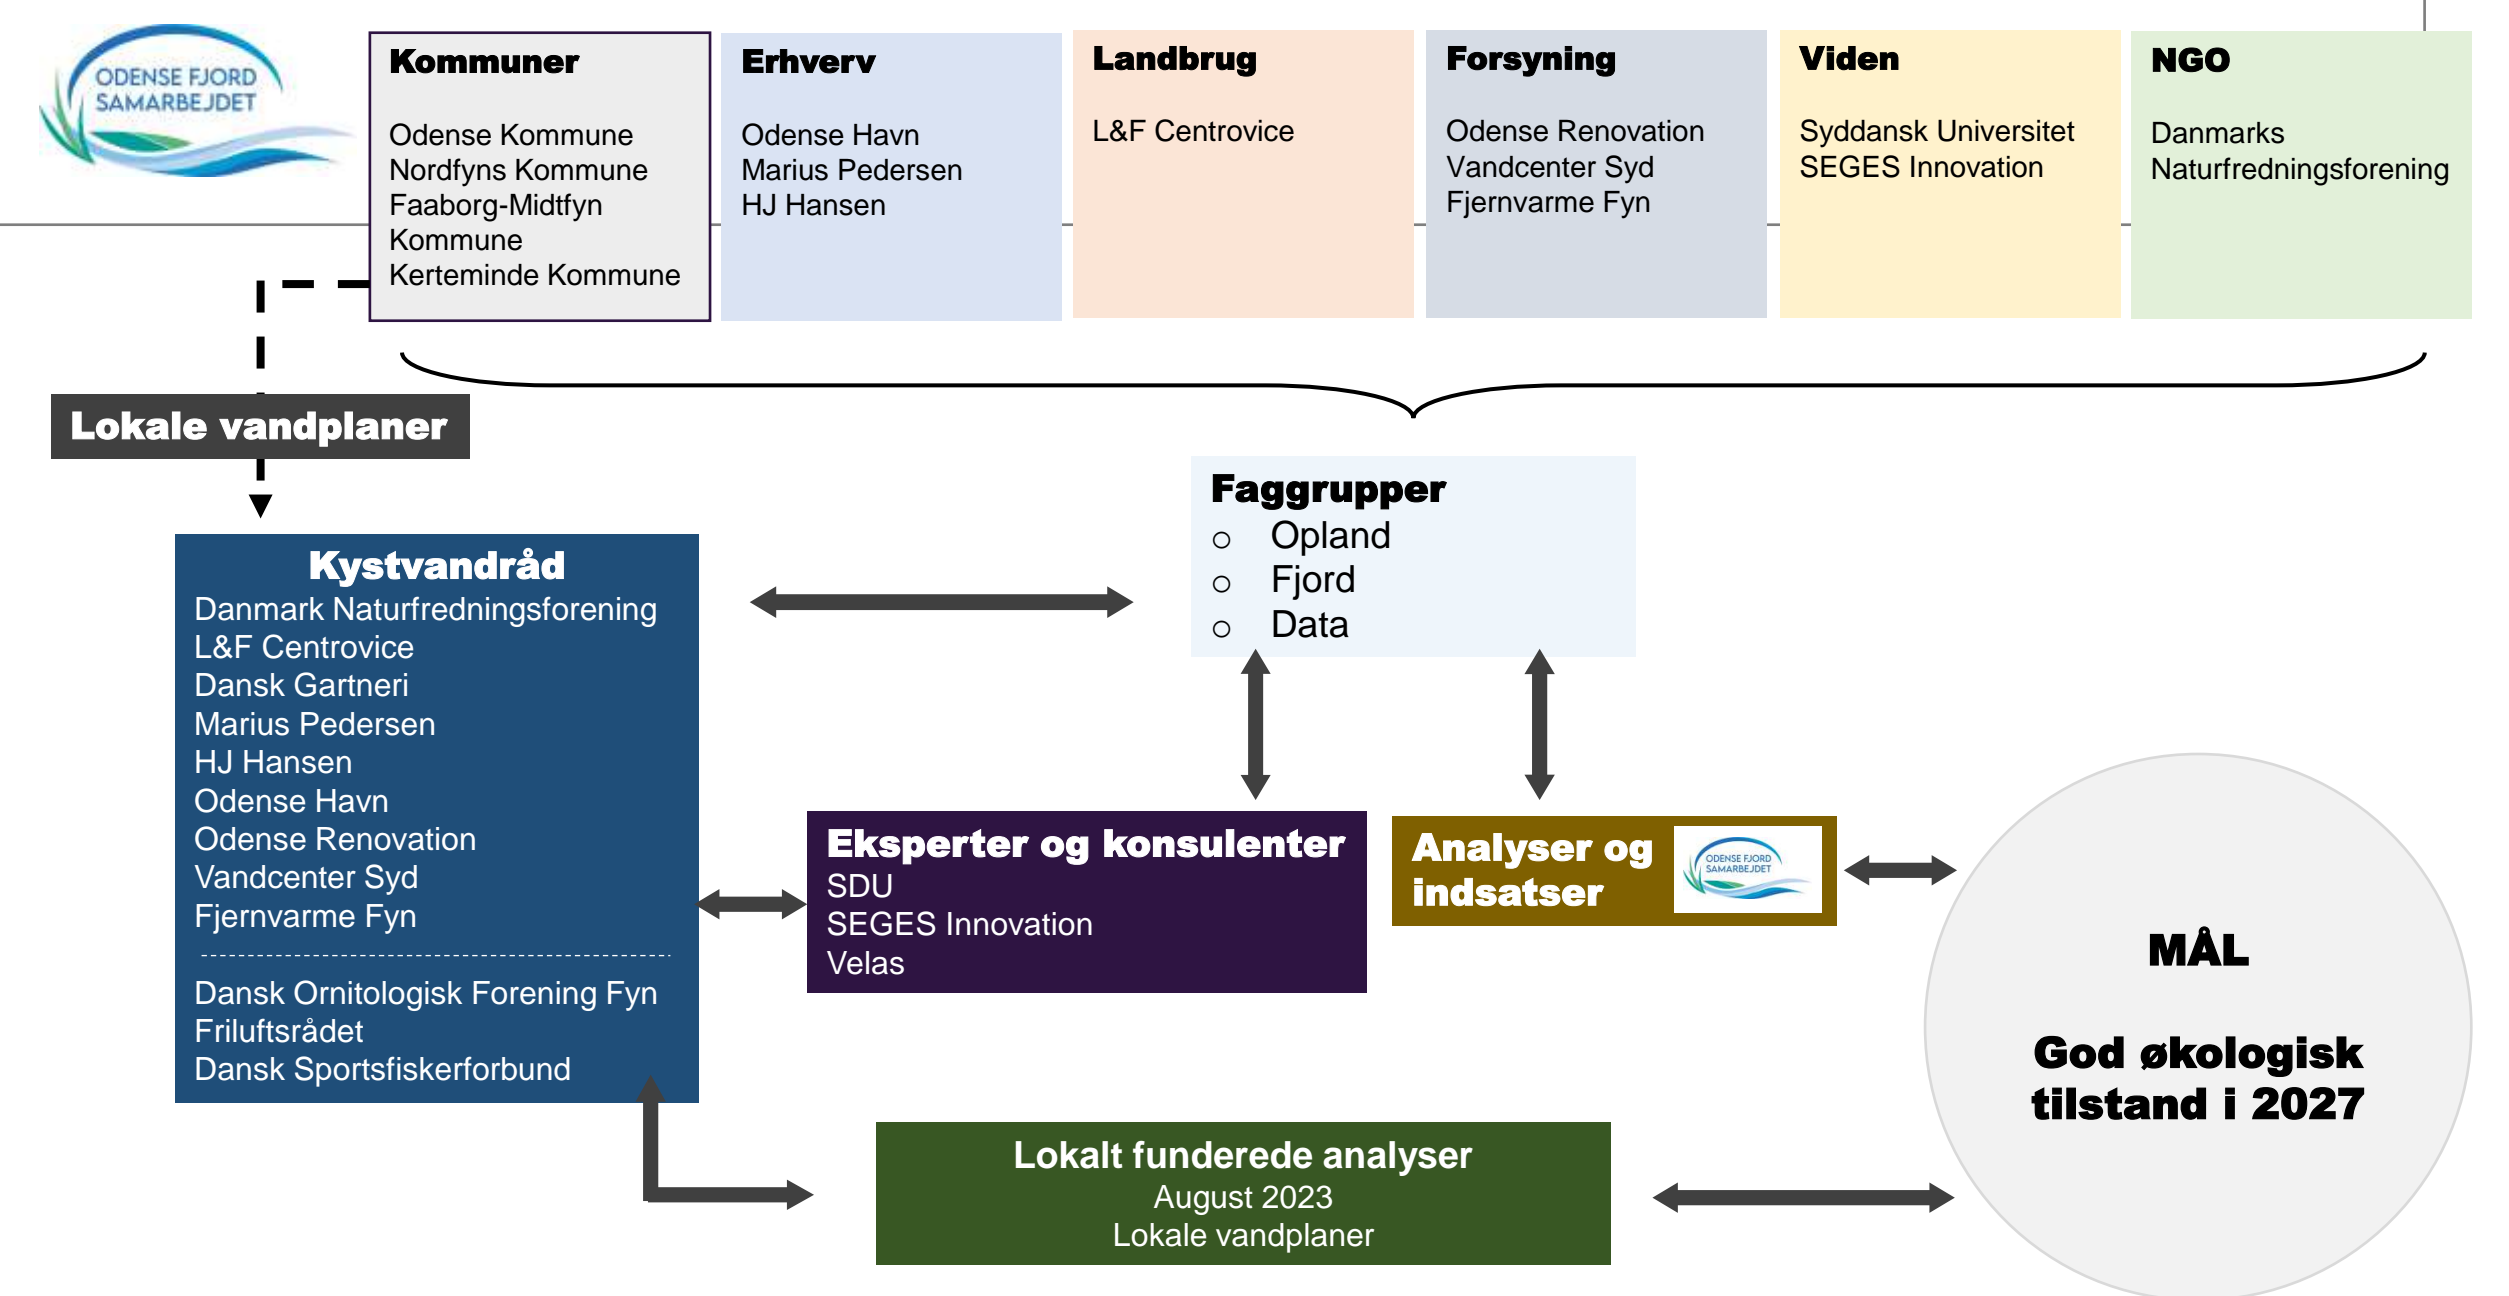 ODENSE FJORD
SAMARBEJDET
Kommuner
Odense Kommune
Nordfyns Kommune
Faaborg-Midtfyn
Kommune
Kerteminde Kommune
Erhverv
Odense Havn
Marius Pedersen
HJ Hansen
Landbrug
L&F Centrovice
Forsyning
Odense Renovation
Vandcenter Syd
Fjernvarme Fyn
Viden
Syddansk Universitet
SEGES Innovation
NGO
Danmarks
Naturfredningsforening
Lokale vandplaner
Faggrupper
o Opland
o Fjord
o Data
Kystvandråd
Danmark Naturfredningsforening
L&F Centrovice
Dansk Gartneri
Marius Pedersen
HJ Hansen
Odense Havn
Odense Renovation
Vandcenter Syd
Fjernvarme Fyn
Dansk Ornitologisk Forening Fyn
Friluftsrådet
Dansk Sportsfiskerforbund
Eksperter og konsulenter
SDU
SEGES Innovation
Velas
Analyser og
indsatser
ODENSE FJORD
SAMARBEJDET
MÅL
God økologisk
tilstand i 2027
Lokalt funderede analyser
August 2023
Lokale vandplaner